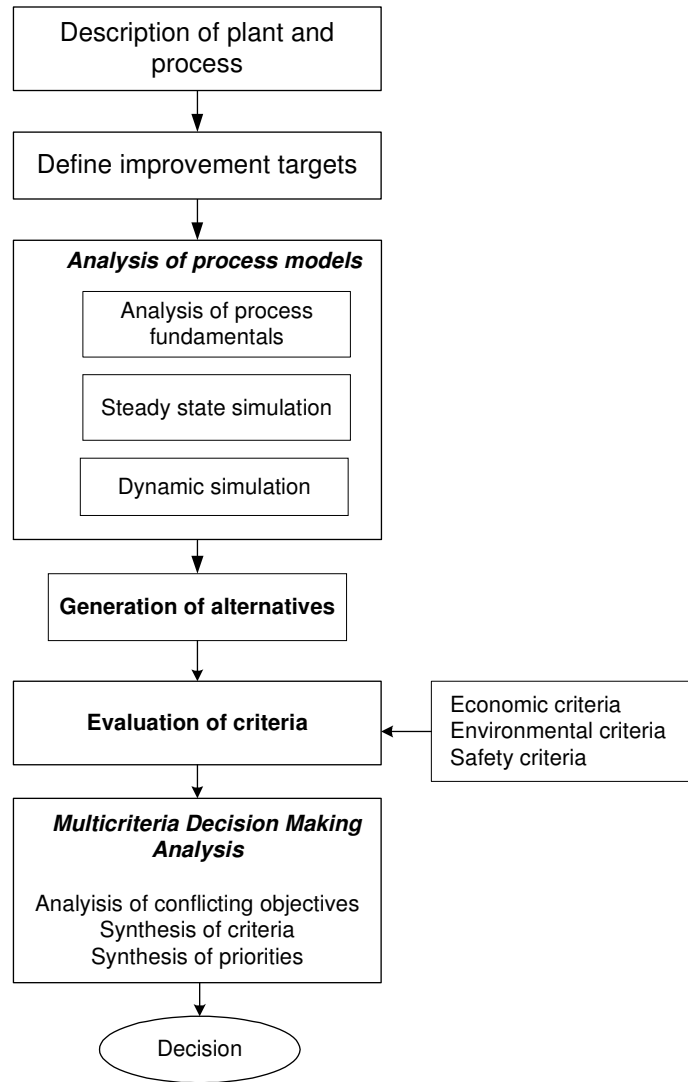 Description of plant and
process
Define improvement targets
Analysis of process models
Analysis of process
fundamentals
Steady state simulation
Dynamic simulation
Generation of alternatives
Evaluation of criteria
Economic criteria
Environmental criteria
Safety criteria
Multicriteria Decision Making
Analysis
Analyisis of conflicting objectives
Synthesis of criteria
Synthesis of priorities
Decision